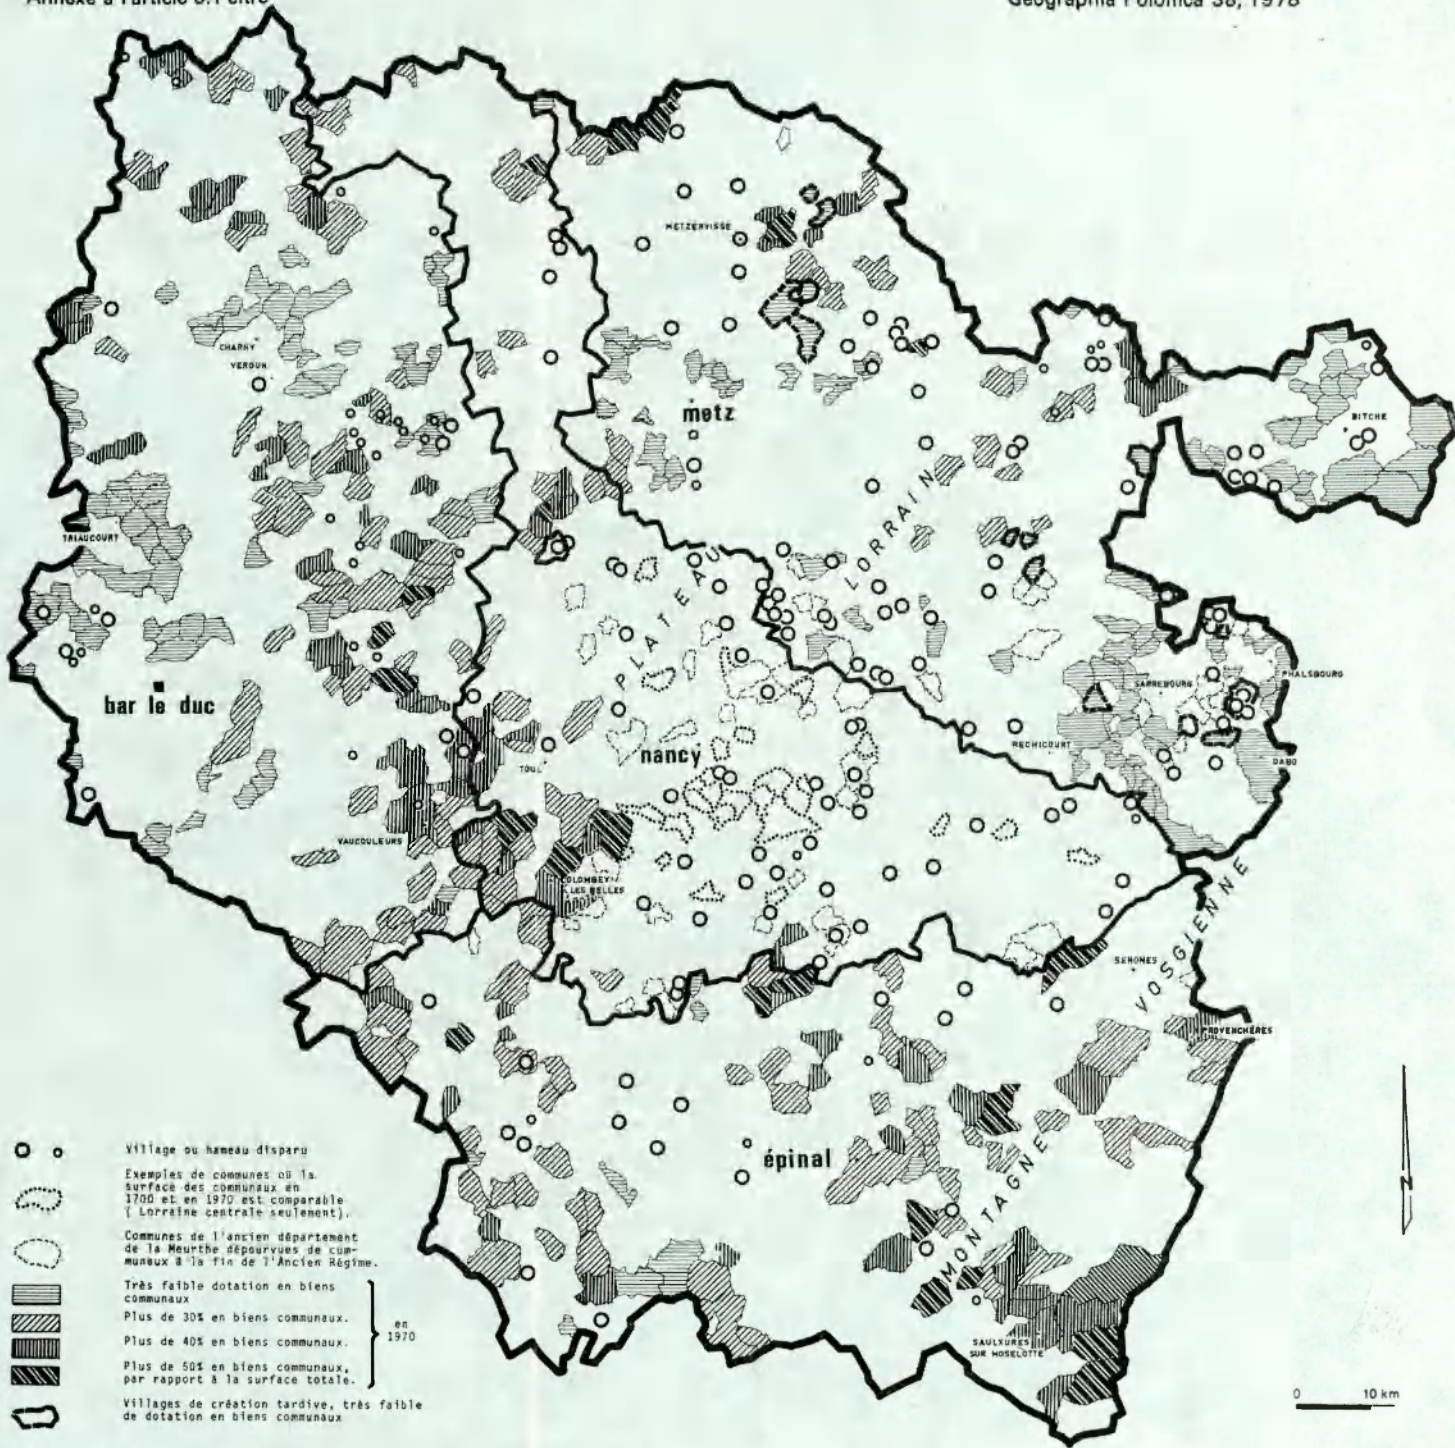 Annexe à l'article
Geographia Polonica 38, 1978
METZERVISSE
CHARNY
VERDUN
metz
BITCHE
TRIAUCOURT
PLATEAU LORRAIN
bar le duc
SARREBOURG
PHALSBOURG
RECHICOURT
DABO
nancy
TOUL
VAUCOULEURS
COLOMBEY
LES BELLES
SENONES
PROVENCHÈRES
MONTAGNE VOSGIENNE
épinal
SAULXURES
SUR MOSELOTTE
N
0 10 km
Village ou hameau disparu
Exemples de communes où la
surface des communaux en
1700 et en 1970 est comparable
( Lorraine centrale seulement).
Communes de l'ancien département
de la Meurthe dépourvues de com-
munaux à la fin de l'Ancien Régime.
Très faible dotation en biens
communaux
Plus de 30% en biens communaux.
Plus de 40% en biens communaux.
Plus de 50% en biens communaux,
par rapport à la surface totale.
en
1970
Villages de création tardive, très faible
de dotation en biens communaux